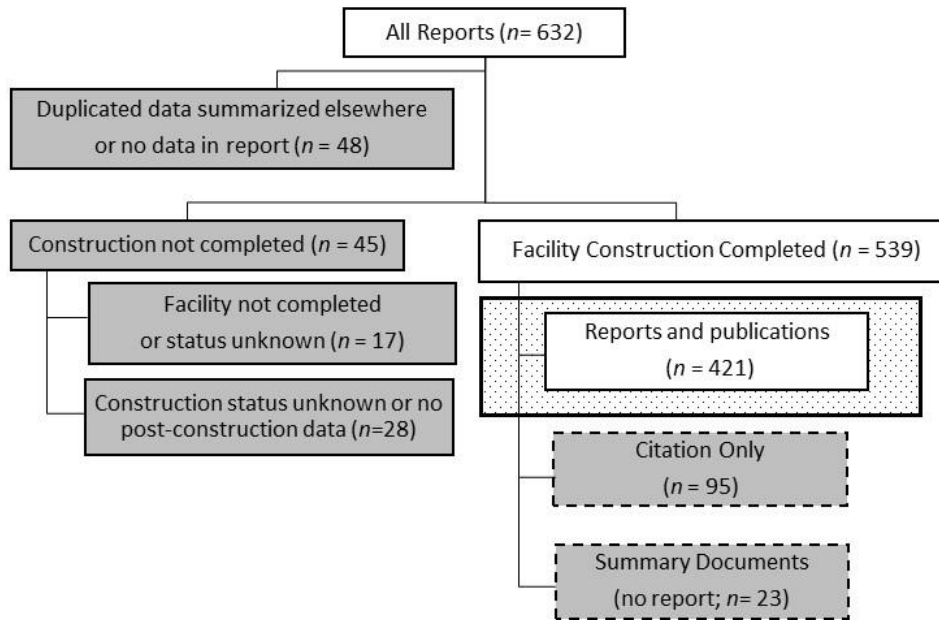 All Reports (n= 632)
Duplicated data summarized elsewhere
or no data in report (n = 48)
Construction not completed (n = 45)
Facility not completed
or status unknown (n = 17)
Construction status unknown or no
post-construction data (n=28)
Facility Construction Completed (n = 539)
Reports and publications
(n = 421)
Citation Only
(n = 95)
Summary Documents
(no report; n= 23)